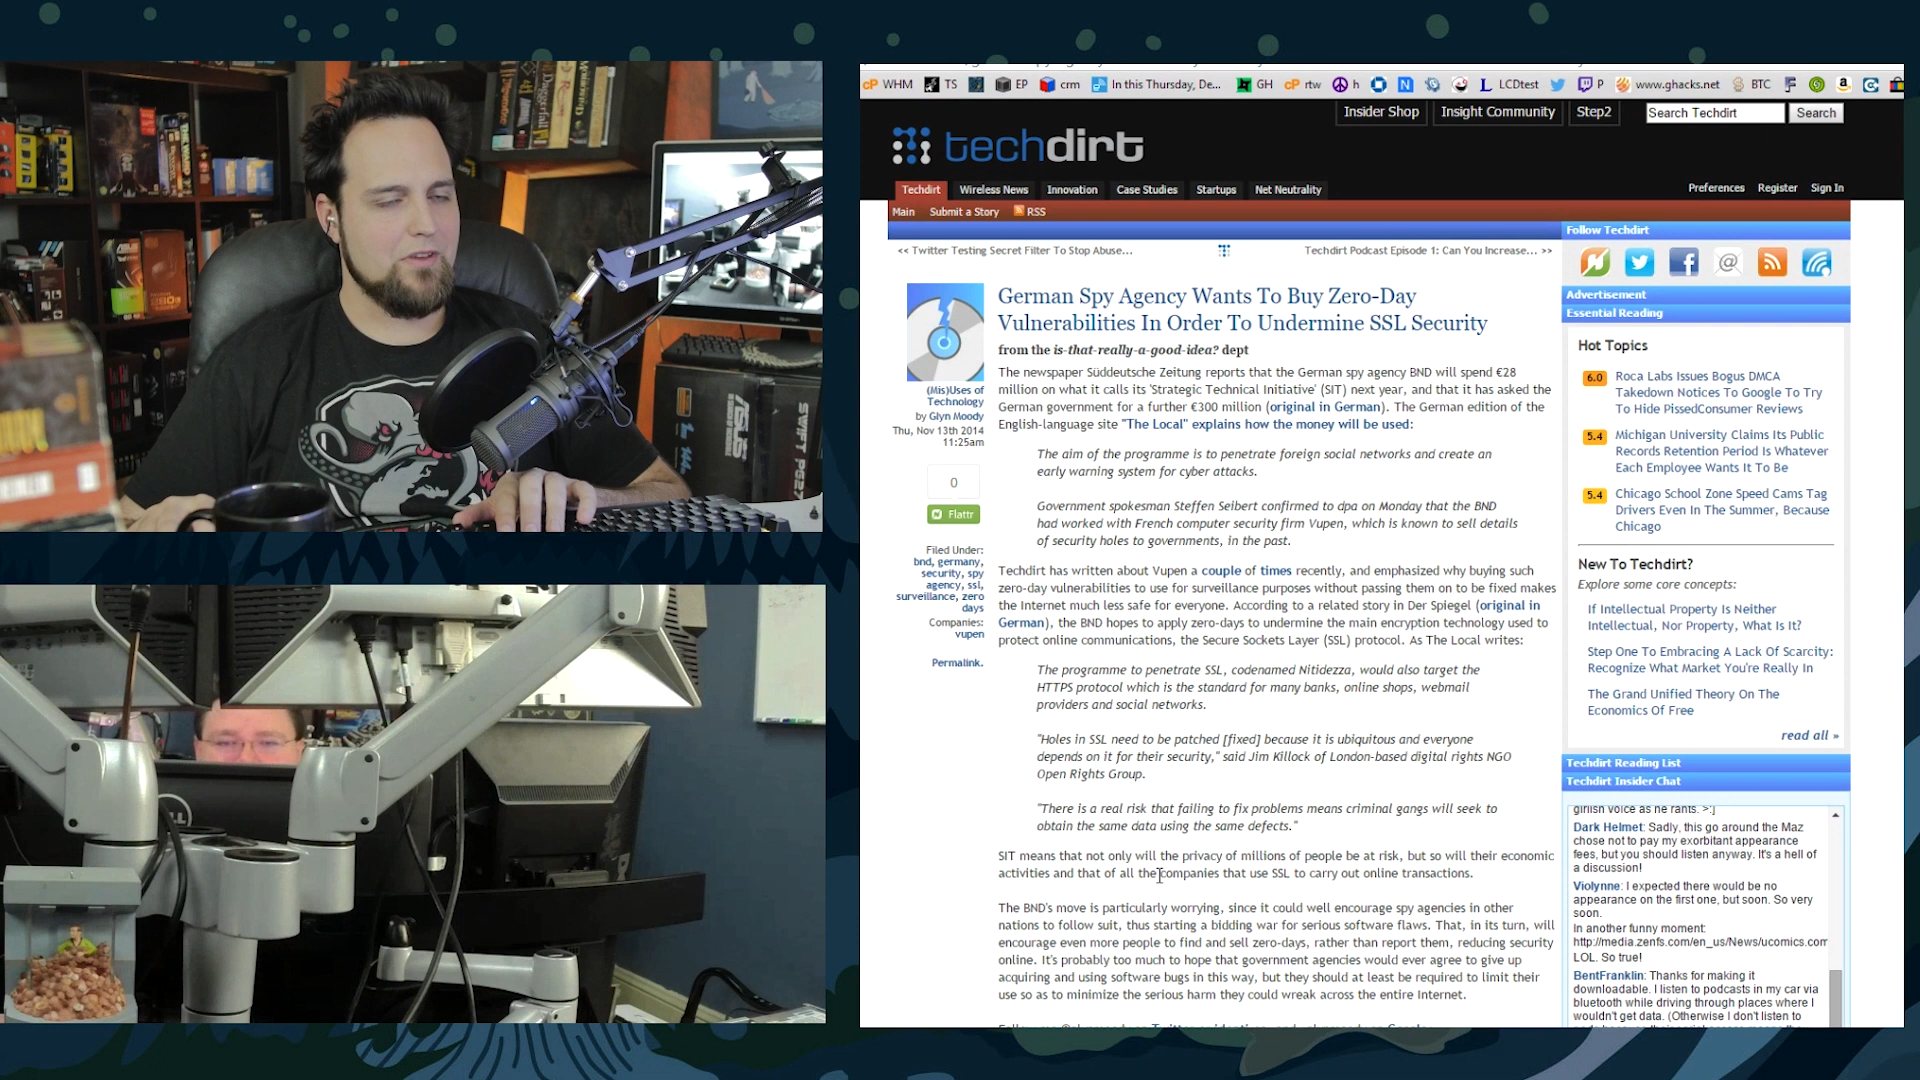 WHM
TS
EP
crm
In this Thursday, De...
GH
rtw
h
LCDtest
P
www.ghacks.net
BTC
Insider Shop
Insight Community
Step2
Search Techdirt
Search
techdirt
Techdirt
Wireless News
Innovation
Case Studies
Startups
Net Neutrality
Preferences
Register
Sign In
Main
Submit a Story
RSS
<< Twitter Testing Secret Filter To Stop Abuse...
Techdirt Podcast Episode 1: Can You Increase... >>
German Spy Agency Wants To Buy Zero-Day
Vulnerabilities In Order To Undermine SSL Security
from the is-that-really-a-good-idea? dept
(Mis)Uses of
Technology
by Glyn Moody
Thu, Nov 13th 2014
11:25am
0
Flattr
Filed Under:
bnd, germany,
security, spy
agency, ssl,
surveillance, zero
days
Companies:
vupen
Permalink.
The newspaper Süddeutsche Zeitung reports that the German spy agency BND will spend €28
million on what it calls its 'Strategic Technical Initiative' (SIT) next year, and that it has asked the
German government for a further €300 million (original in German). The German edition of the
English-language site "The Local" explains how the money will be used:
The aim of the programme is to penetrate foreign social networks and create an
early warning system for cyber attacks.
Government spokesman Steffen Seibert confirmed to dpa on Monday that the BND
had worked with French computer security firm Vupen, which is known to sell details
of security holes to governments, in the past.
Techdirt has written about Vupen a couple of times recently, and emphasized why buying such
zero-day vulnerabilities to use for surveillance purposes without passing them on to be fixed makes
the Internet much less safe for everyone. According to a related story in Der Spiegel (original in
German), the BND hopes to apply zero-days to undermine the main encryption technology used to
protect online communications, the Secure Sockets Layer (SSL) protocol. As The Local writes:
The programme to penetrate SSL, codenamed Nitidezza, would also target the
HTTPS protocol which is the standard for many banks, online shops, webmail
providers and social networks.
"Holes in SSL need to be patched [fixed] because it is ubiquitous and everyone
depends on it for their security," said Jim Killock of London-based digital rights NGO
Open Rights Group.
"There is a real risk that failing to fix problems means criminal gangs will seek to
obtain the same data using the same defects."
SIT means that not only will the privacy of millions of people be at risk, but so will their economic
activities and that of all the companies that use SSL to carry out online transactions.
The BND's move is particularly worrying, since it could well encourage spy agencies in other
nations to follow suit, thus starting a bidding war for serious software flaws. That, in its turn, will
encourage even more people to find and sell zero-days, rather than report them, reducing security
online. It's probably too much to hope that government agencies would ever agree to give up
acquiring and using software bugs in this way, but they should at least be required to limit their
use so as to minimize the serious harm they could wreak across the entire Internet.
Follow Techdirt
Advertisement
Essential Reading
Hot Topics
6.0
Roca Labs Issues Bogus DMCA
Takedown Notices To Google To Try
To Hide PissedConsumer Reviews
5.4
Michigan University Claims Its Public
Records Retention Period Is Whatever
Each Employee Wants It To Be
5.4
Chicago School Zone Speed Cams Tag
Drivers Even In The Summer, Because
Chicago
New To Techdirt?
Explore some core concepts:
If Intellectual Property Is Neither
Intellectual, Nor Property, What Is It?
Step One To Embracing A Lack Of Scarcity:
Recognize What Market You're Really In
The Grand Unified Theory On The
Economics Of Free
read all »
Techdirt Reading List
Techdirt Insider Chat
girlish voice as he rants. >:]
Dark Helmet: Sadly, this go around the Maz
chose not to pay my exorbitant appearance
fees, but you should listen anyway. It's a hell of
a discussion!
Violynne: I expected there would be no
appearance on the first one, but soon. So very
soon.
In another funny moment:
http://media.zenfs.com/en_us/News/ucomics.com
LOL. So true!
BentFranklin: Thanks for making it
downloadable. I listen to podcasts in my car via
bluetooth while driving through places where I
wouldn't get data. (Otherwise I don't listen to
Daggerfall
ASUS
SWIFT PG27
DELL